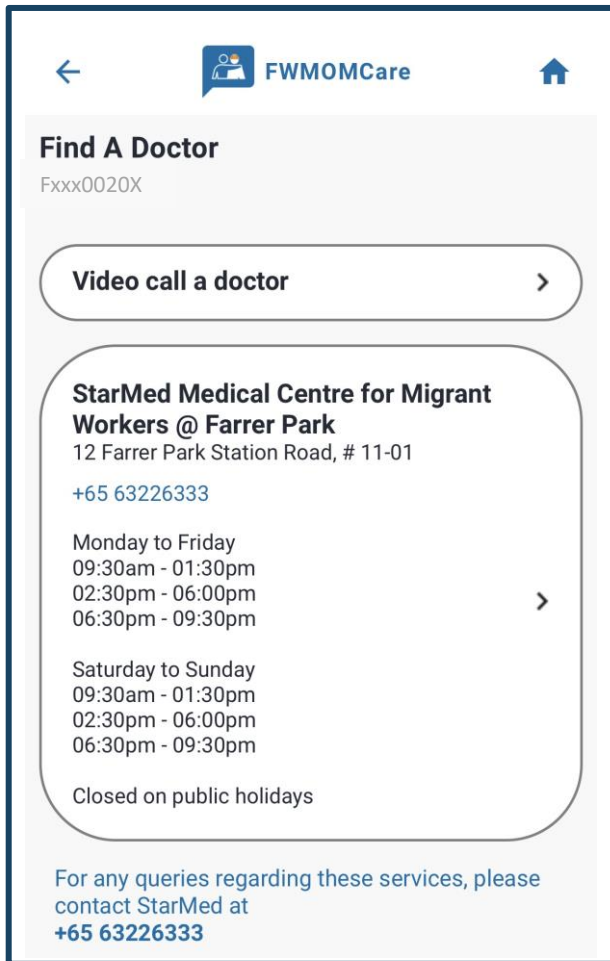 FWMOMCare
Find A Doctor
Fxxx0020X
Video call a doctor
StarMed Medical Centre for Migrant
Workers @ Farrer Park
12 Farrer Park Station Road, # 11-01
+65 63226333
Monday to Friday
09:30am - 01:30pm
02:30pm - 06:00pm
06:30pm - 09:30pm
Saturday to Sunday
09:30am - 01:30pm
02:30pm - 06:00pm
06:30pm - 09:30pm
Closed on public holidays
For any queries regarding these services, please
contact StarMed at
+65 63226333